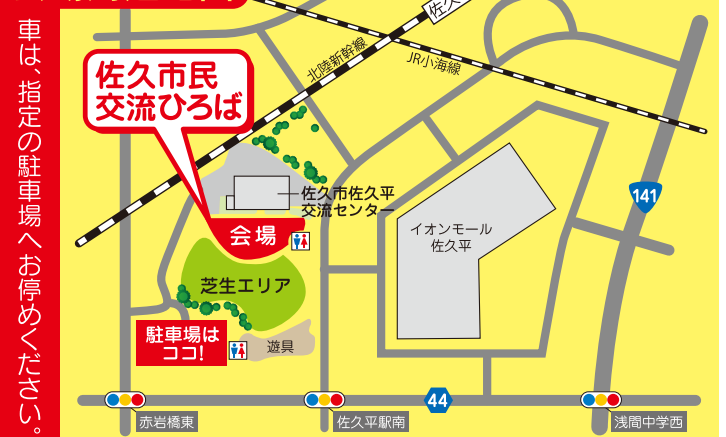 車は、指定の駐車場へお停めください。
佐久
北陸新幹線
JR小海線
佐久市民
交流ひろば
141
佐久市佐久平
交流センター
イオンモール
佐久平
会場
芝生エリア
駐車場は
ココ!
遊具
44
赤岩橋東
佐久平駅南
浅間中学西